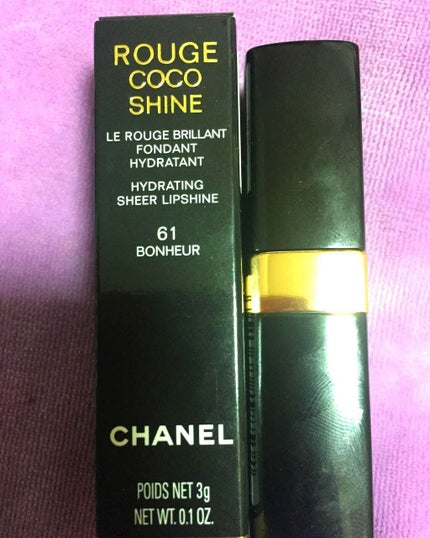 ROUGE
COCO
SHINE
LE ROUGE BRILLANT
FONDANT
HYDRATANT
HYDRATING
SHEER LIPSHINE
61
BONHEUR
CHANEL
POIDS NET 3g
NET WT. 0.1 OZ.